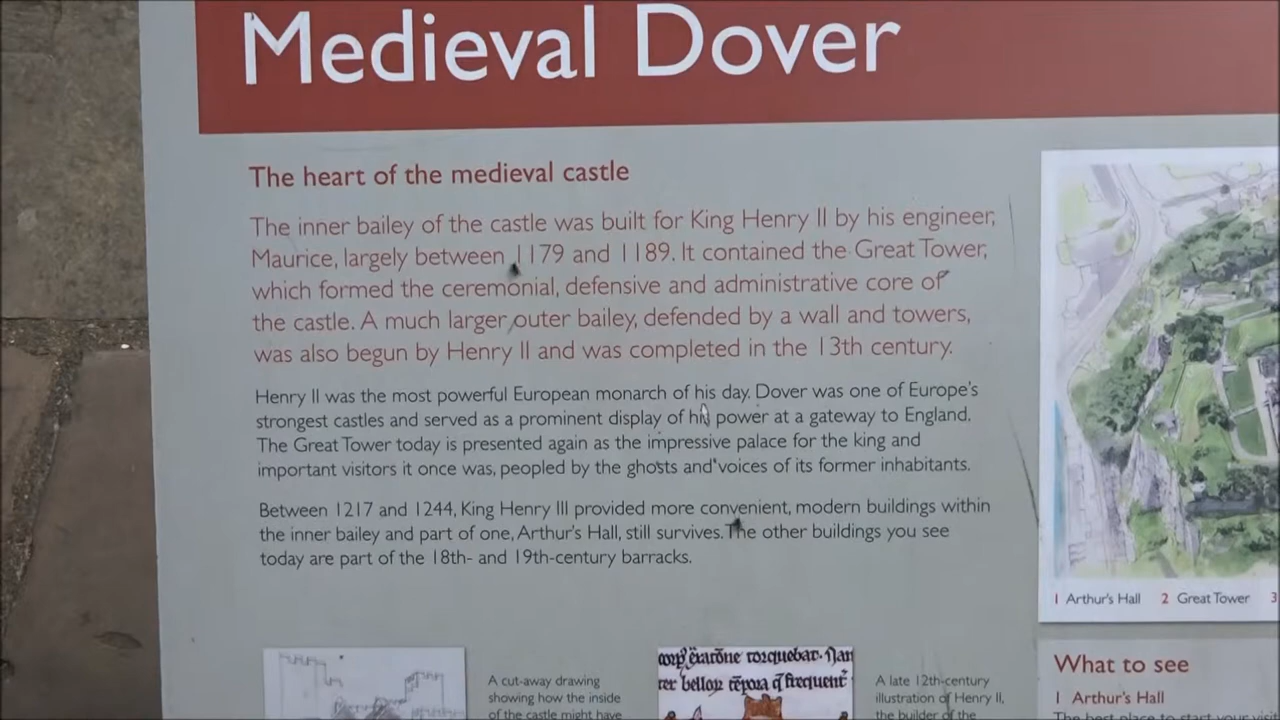 Medieval Dover
The heart of the medieval castle
The inner bailey of the castle was built for King Henry II by his engineer,
Maurice, largely between 1179 and 1189. It contained the Great Tower,
which formed the ceremonial, defensive and administrative core of
the castle. A much larger outer bailey, defended by a wall and towers,
was also begun by Henry II and was completed in the 13th century.
Henry II was the most powerful European monarch of his day. Dover was one of Europe's
strongest castles and served as a prominent display of his power at a gateway to England.
The Great Tower today is presented again as the impressive palace for the king and
important visitors it once was, peopled by the ghosts and voices of its former inhabitants.
Between 1217 and 1244, King Henry III provided more convenient, modern buildings within
the inner bailey and part of one, Arthur's Hall, still survives. The other buildings you see
today are part of the 18th- and 19th-century barracks.
1 Arthur's Hall 2 Great Tower 3
What to see
1 Arthur's Hall
The best place to start your visit
A cut-away drawing
showing how the inside
of the castle might have
A late 12th-century
illustration of Henry II,
the builder of the